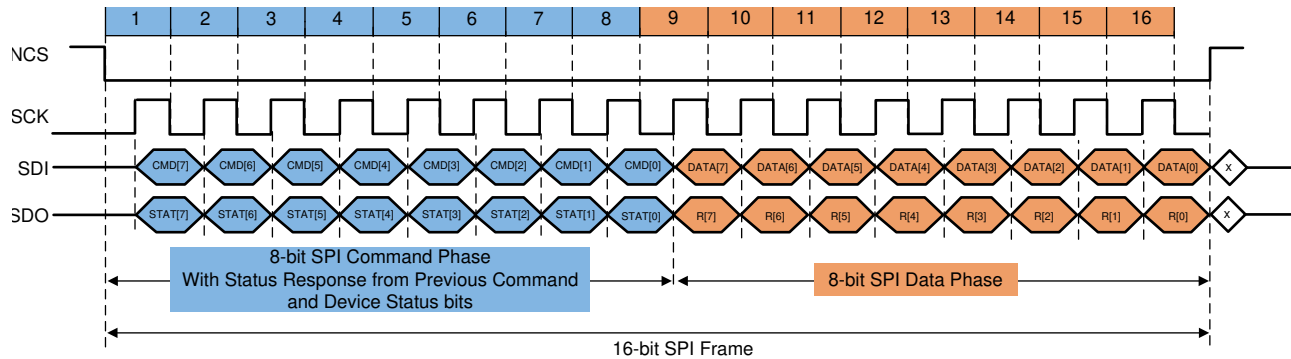 1 2 3 4 5 6 7 8 9 10 11 12 13 14 15 16
NCS
SCK
SDI CMD[7] CMD[6] CMD[5] CMD[4] CMD[3] CMD[2] CMD[1] CMD[0] DATA[7] DATA[6] DATA[5] DATA[4] DATA[3] DATA[2] DATA[1] DATA[0] x
SDO STAT[7] STAT[6] STAT[5] STAT[4] STAT[3] STAT[2] STAT[1] STAT[0] R[7] R[6] R[5] R[4] R[3] R[2] R[1] R[0] x
8-bit SPI Command Phase
With Status Response from Previous Command
and Device Status bits
8-bit SPI Data Phase
16-bit SPI Frame